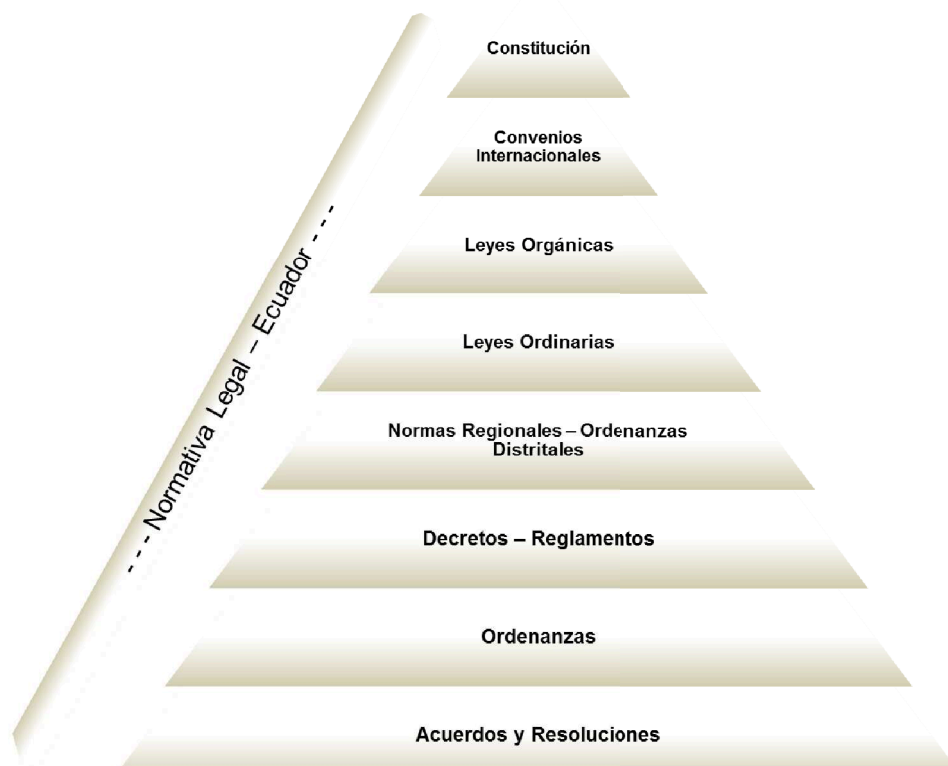 Constitución
Convenios
Internacionales
Leyes Orgánicas
Leyes Ordinarias
Normas Regionales – Ordenanzas
Distritales
Decretos – Reglamentos
Ordenanzas
Acuerdos y Resoluciones
- - - Normativa Legal – Ecuador - - - -